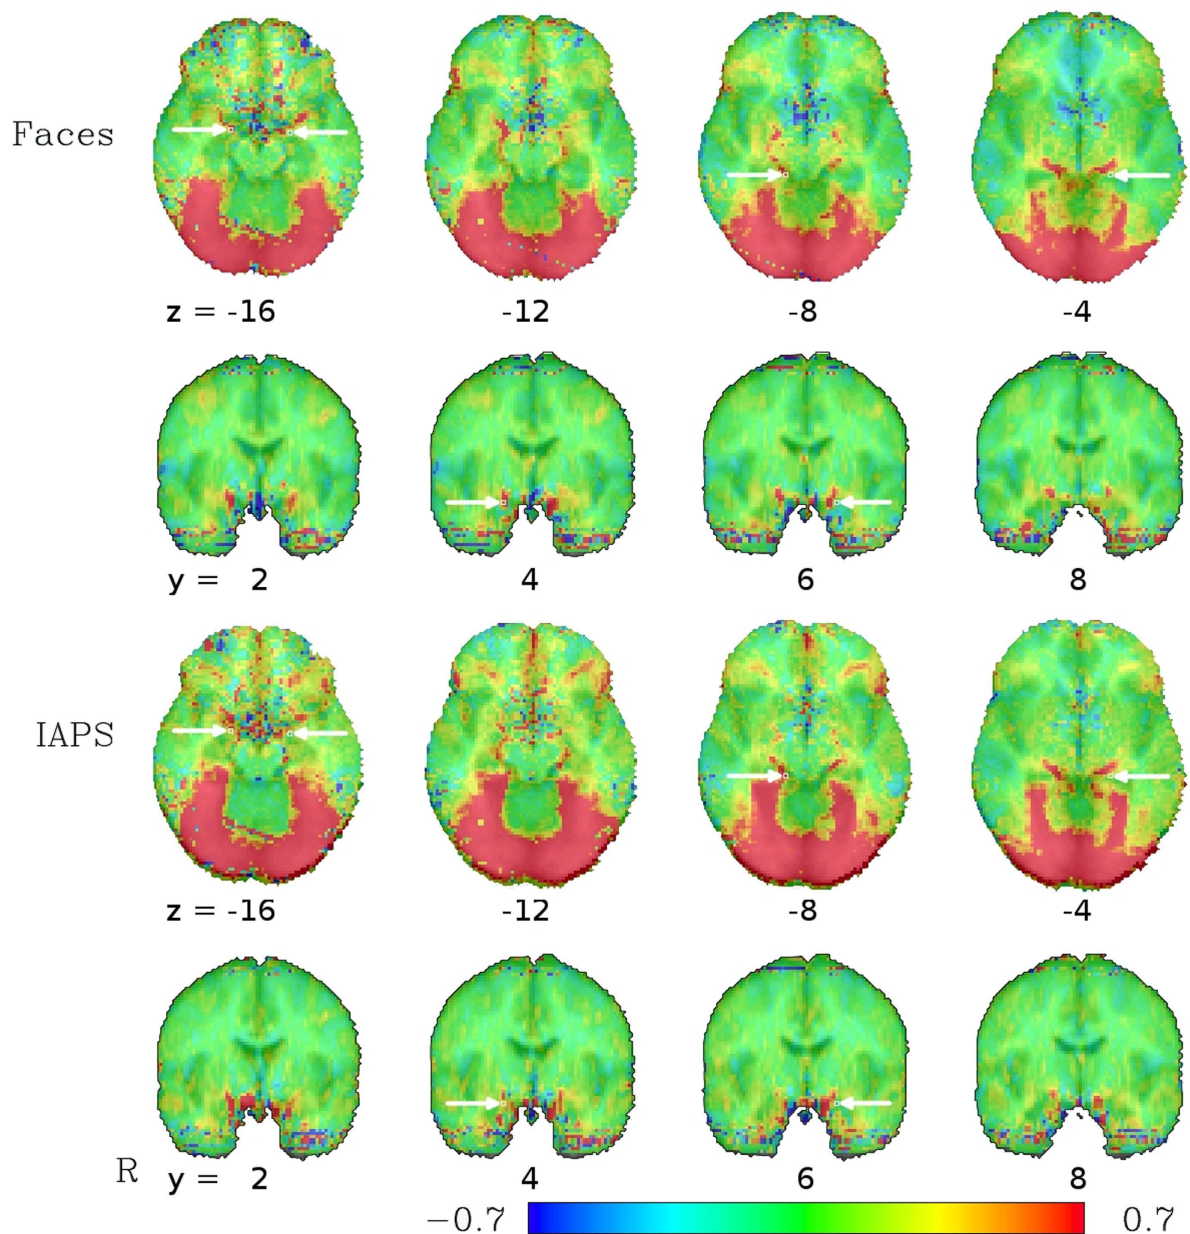 Faces
z = -16 -12 -8 -4
y = 2 4 6 8
IAPS
z = -16 -12 -8 -4
R y = 2 4 6 8
−0.7 0.7